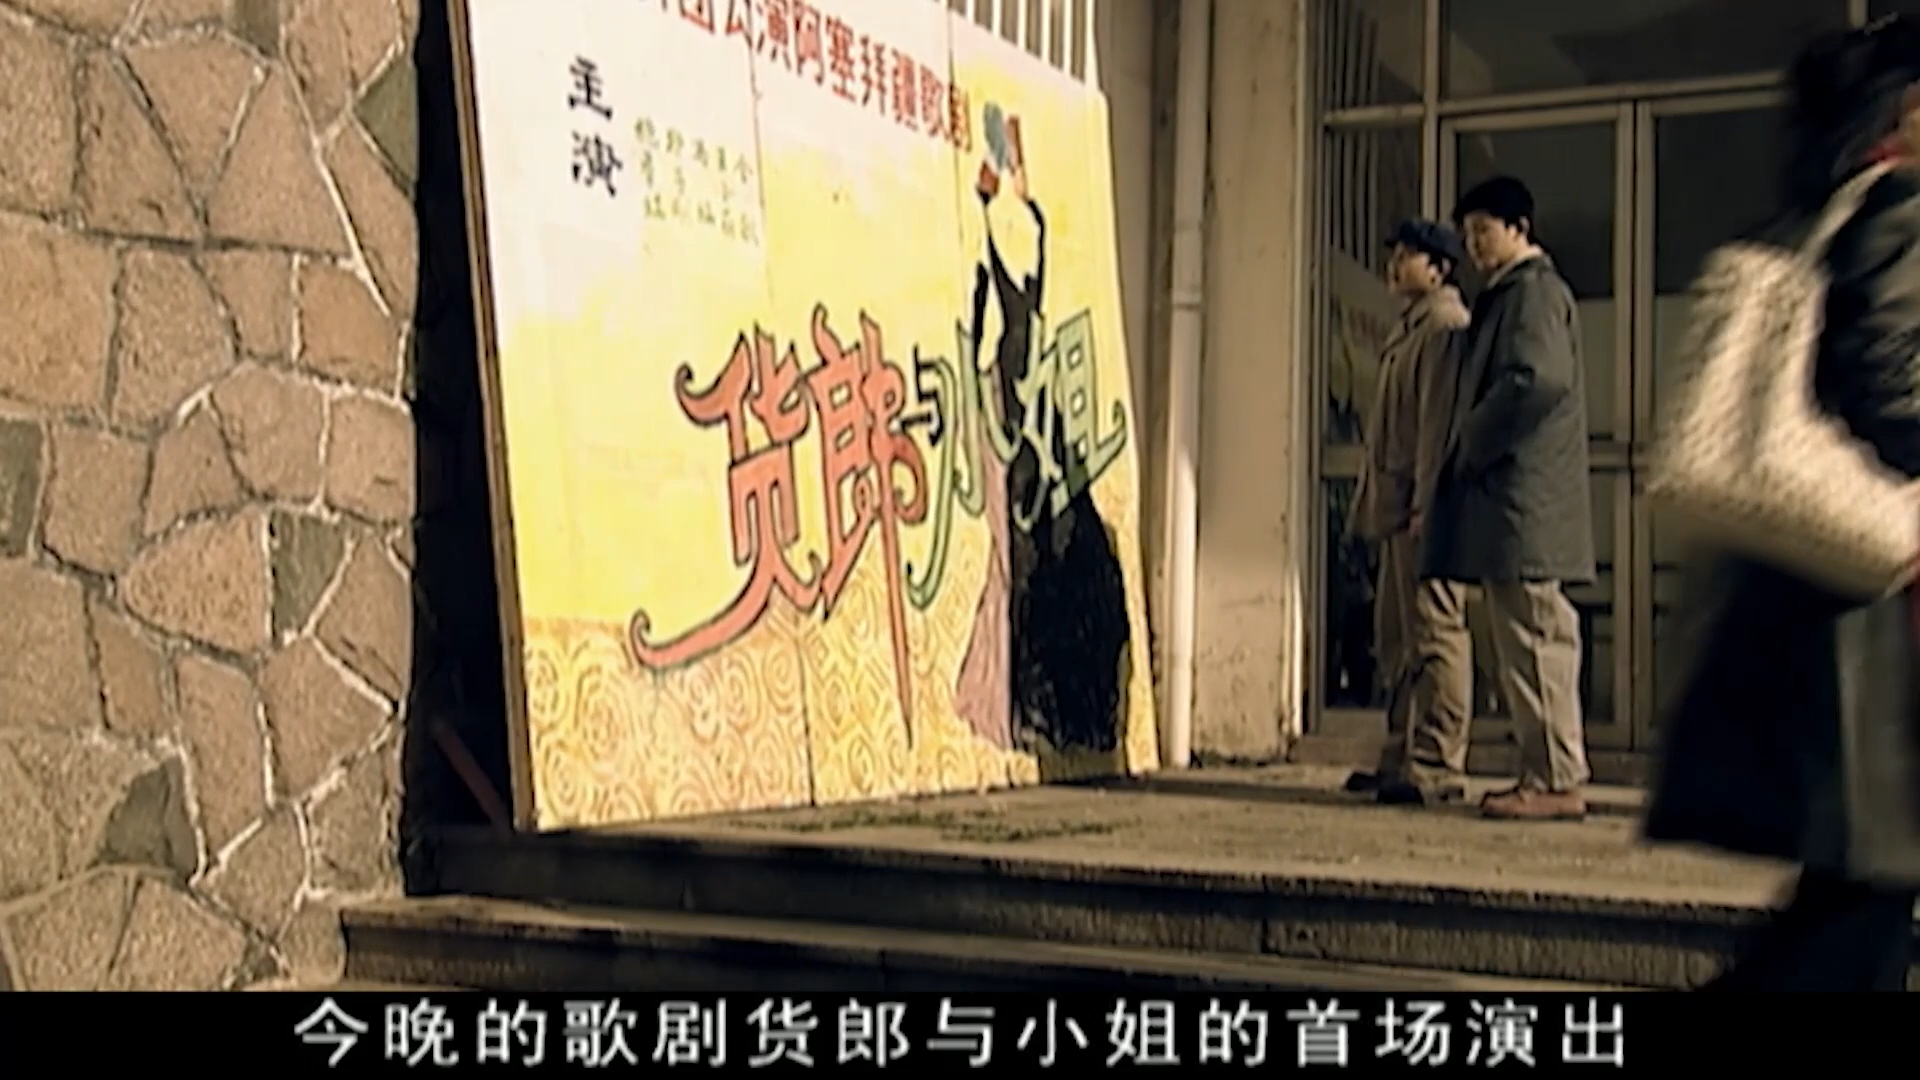 团公演阿塞拜疆歌剧
主演
货郎与小姐
今晚的歌剧货郎与小姐的首场演出